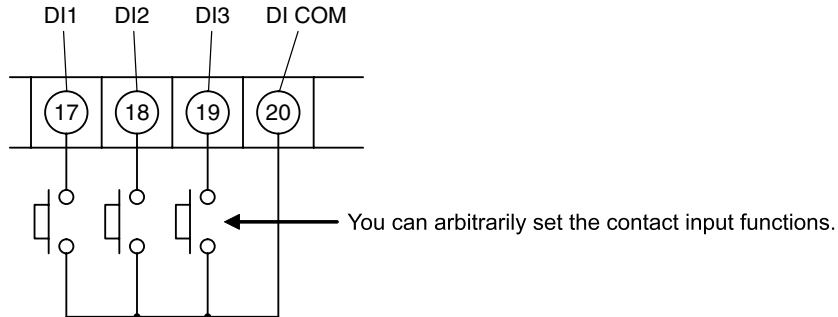 DI1 DI2 DI3 DI COM
17 18 19 20
You can arbitrarily set the contact input functions.